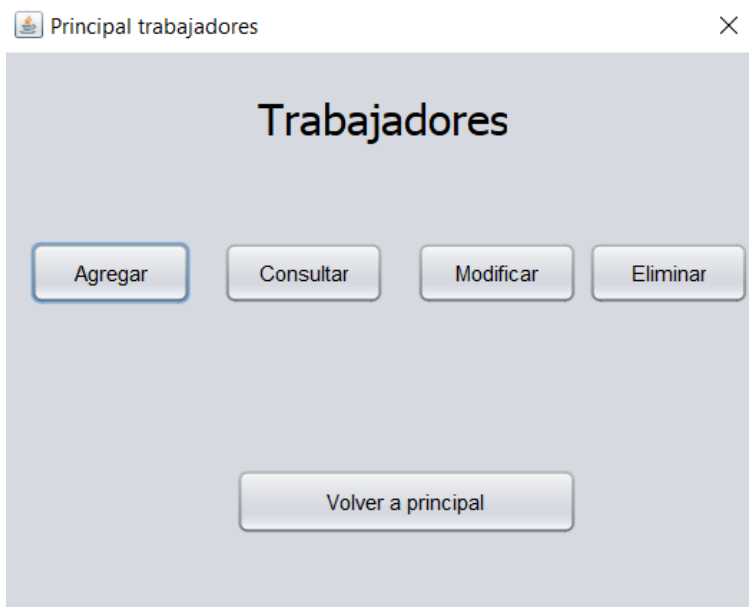 Principal trabajadores
Trabajadores
Agregar Consultar Modificar Eliminar
Volver a principal